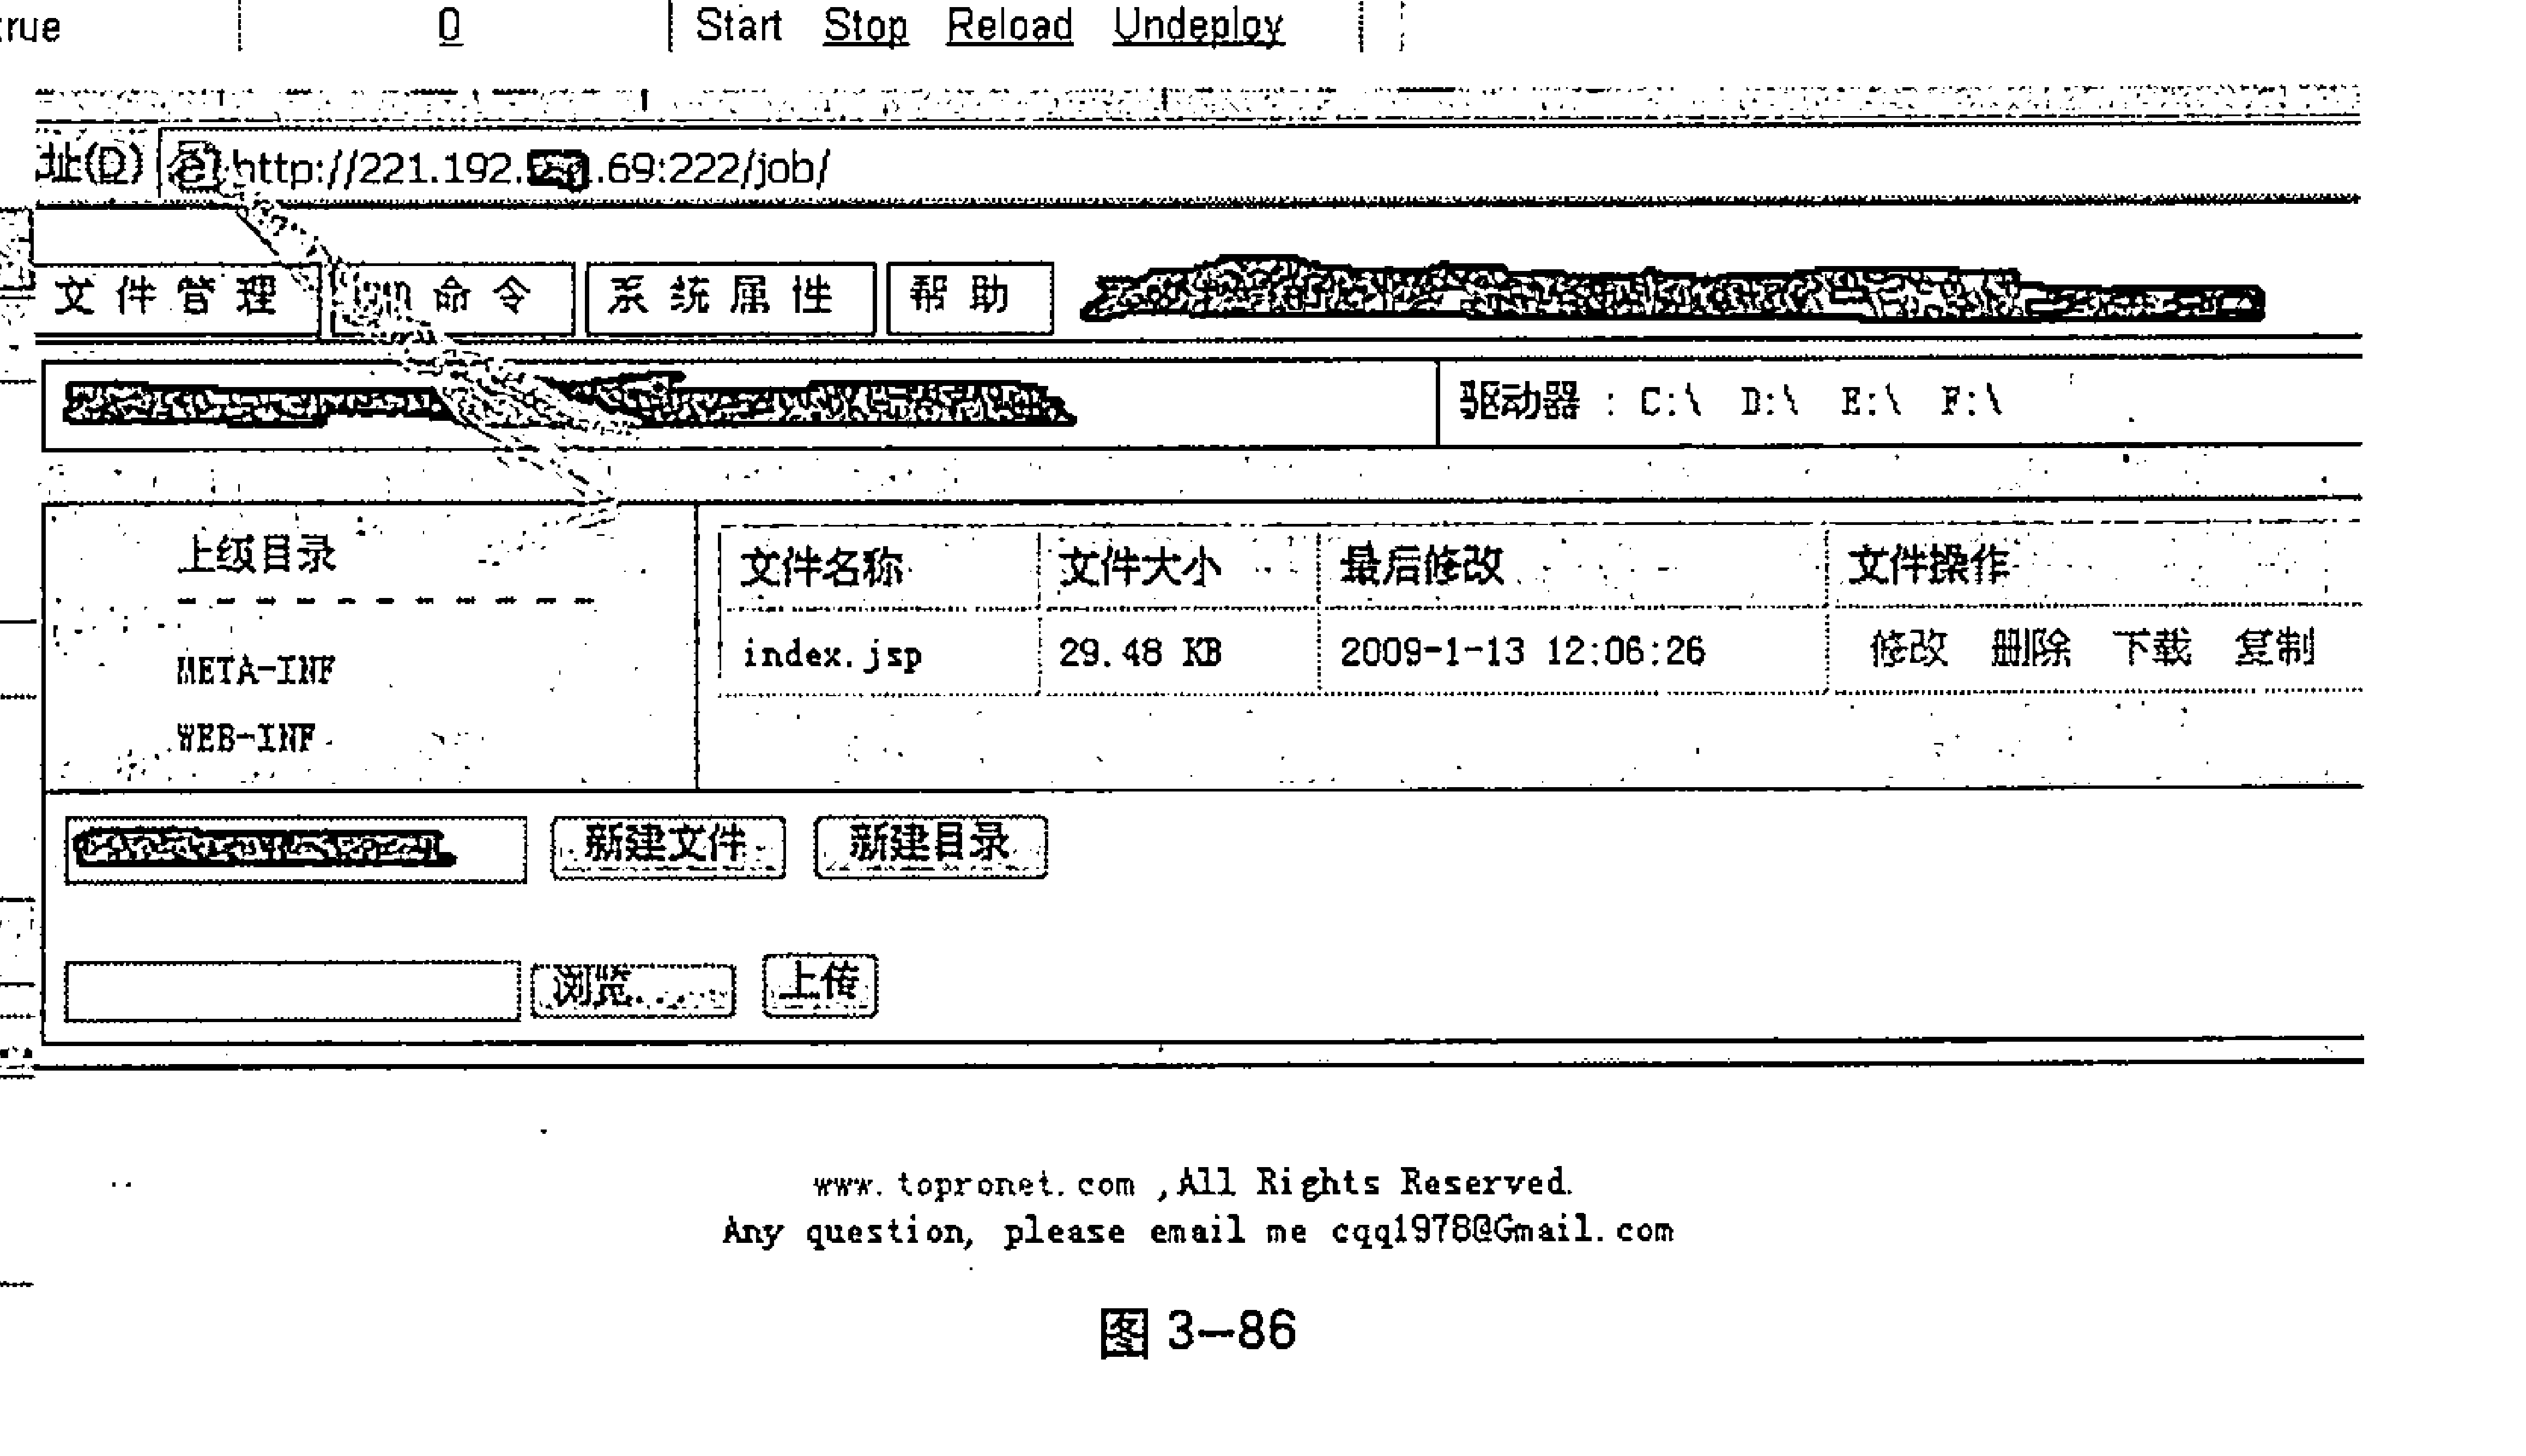 true 0 Start Stop Reload Undeploy
址(D) http://221.192. .69:222/job/
文件管理 命令 系统属性 帮助
驱动器 : C:\ D:\ E:\ F:\
上级目录 文件名称 文件大小 最后修改 文件操作
index.jsp 29.48 KB 2009-1-13 12:06:26 修改 删除 下载 复制
META-INF
WEB-INF
新建文件 新建目录
浏览... 上传
www.topronet.com ,All Rights Reserved.
Any question, please email me cqq1978@Gmail.com
图 3-86